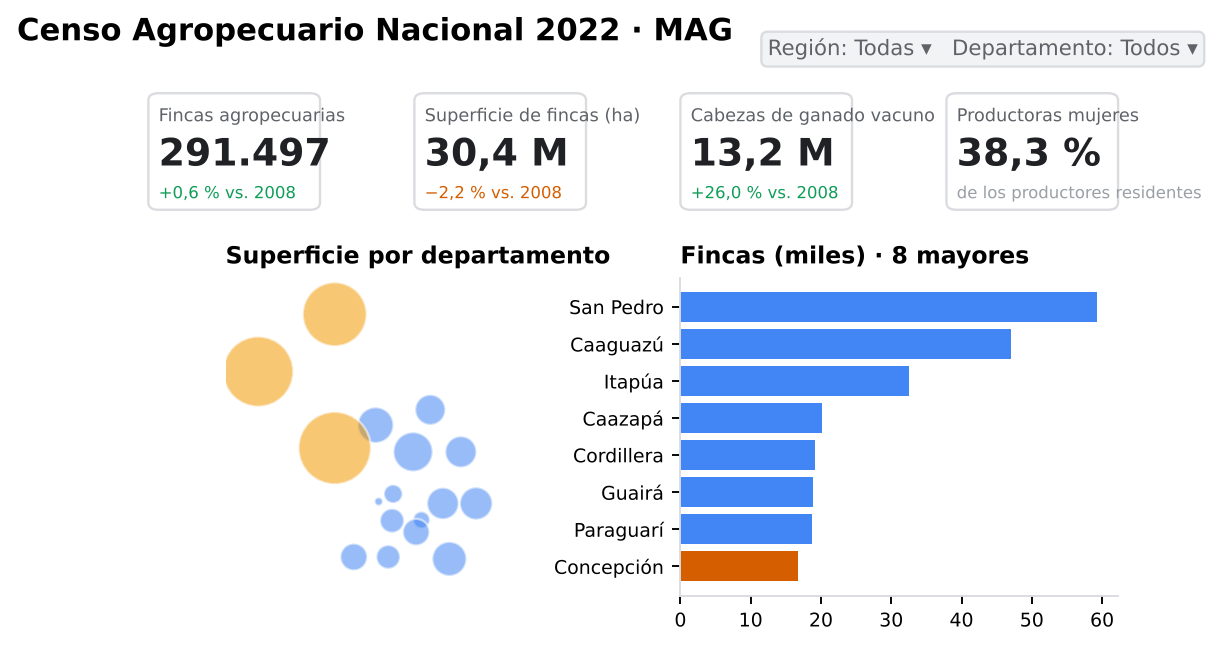 Censo Agropecuario Nacional 2022 · MAG
Región: Todas ▾ Departamento: Todos ▾
Fincas agropecuarias
291.497
+0,6 % vs. 2008
Superficie de fincas (ha)
30,4 M
−2,2 % vs. 2008
Cabezas de ganado vacuno
13,2 M
+26,0 % vs. 2008
Productoras mujeres
38,3 %
de los productores residentes
Superficie por departamento
Fincas (miles) · 8 mayores
San Pedro
Caaguazú
Itapúa
Caazapá
Cordillera
Guairá
Paraguarí
Concepción
0 10 20 30 40 50 60